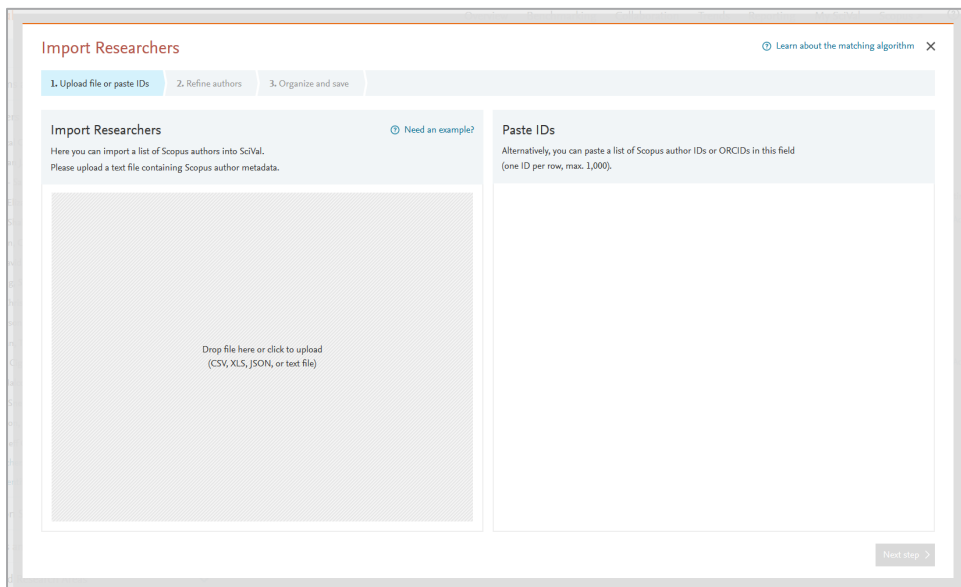 Import Researchers
Learn about the matching algorithm
1. Upload file or paste IDs
2. Refine authors
3. Organize and save
Import Researchers
Need an example?
Here you can import a list of Scopus authors into SciVal.
Please upload a text file containing Scopus author metadata.
Drop file here or click to upload
(CSV, XLS, JSON, or text file)
Paste IDs
Alternatively, you can paste a list of Scopus author IDs or ORCIDs in this field
(one ID per row, max. 1,000).
Next step